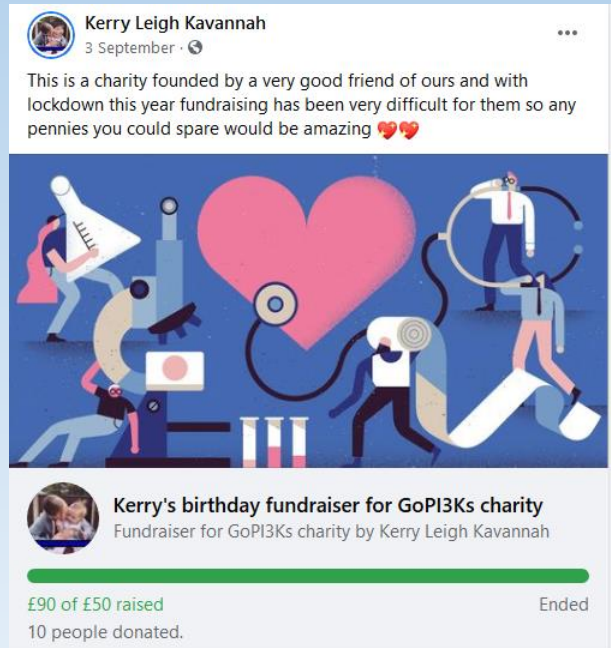 Kerry Leigh Kavannah
3 September ·
This is a charity founded by a very good friend of ours and with
lockdown this year fundraising has been very difficult for them so any
pennies you could spare would be amazing 💖💖
Kerry's birthday fundraiser for GoPI3Ks charity
Fundraiser for GoPI3Ks charity by Kerry Leigh Kavannah
£90 of £50 raised
Ended
10 people donated.